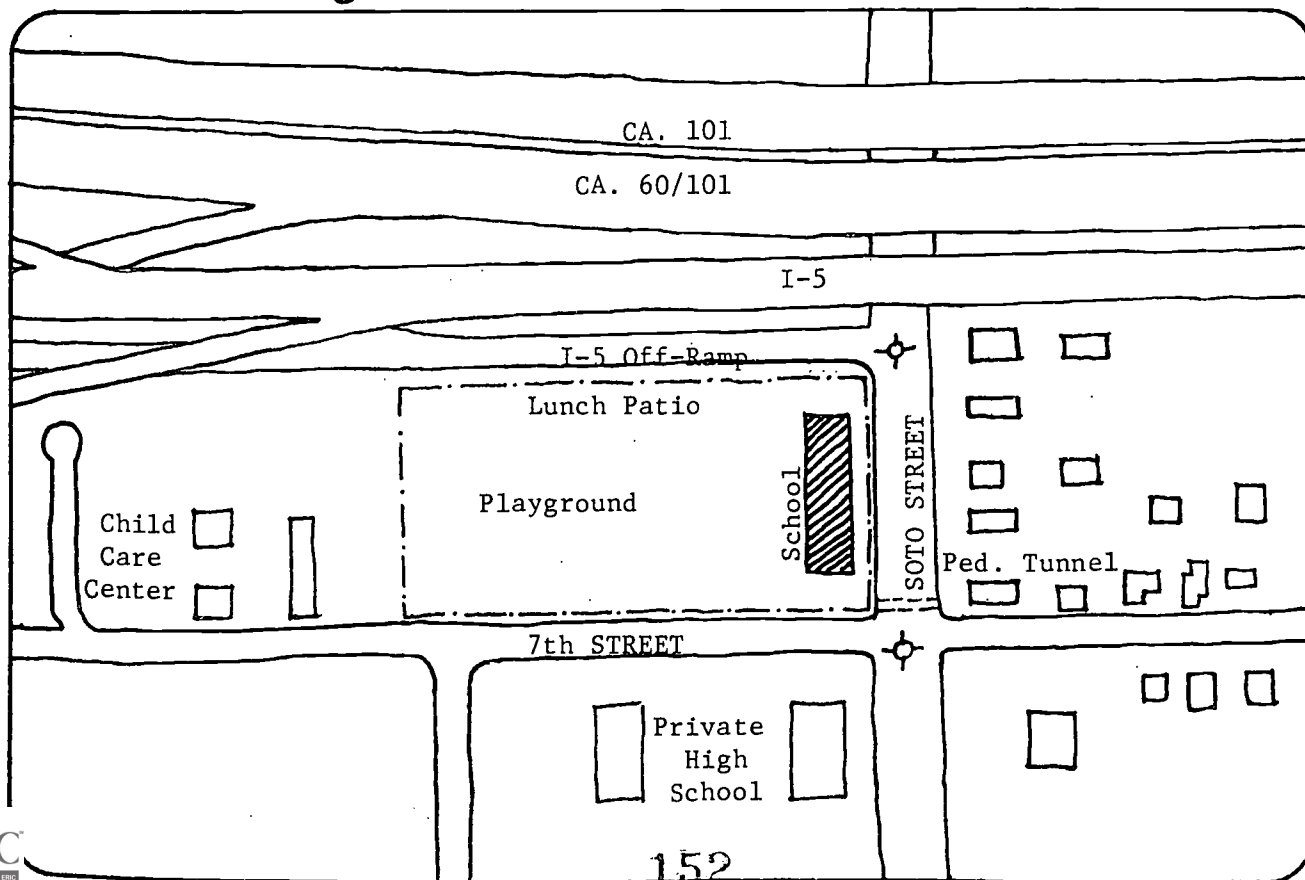 CA. 101
CA. 60/101
I-5
I-5 Off-Ramp
Lunch Patio
Playground
School
SOTO STREET
Child
Care
Center
Ped. Tunnel
7th STREET
Private
High
School
152
ERIC